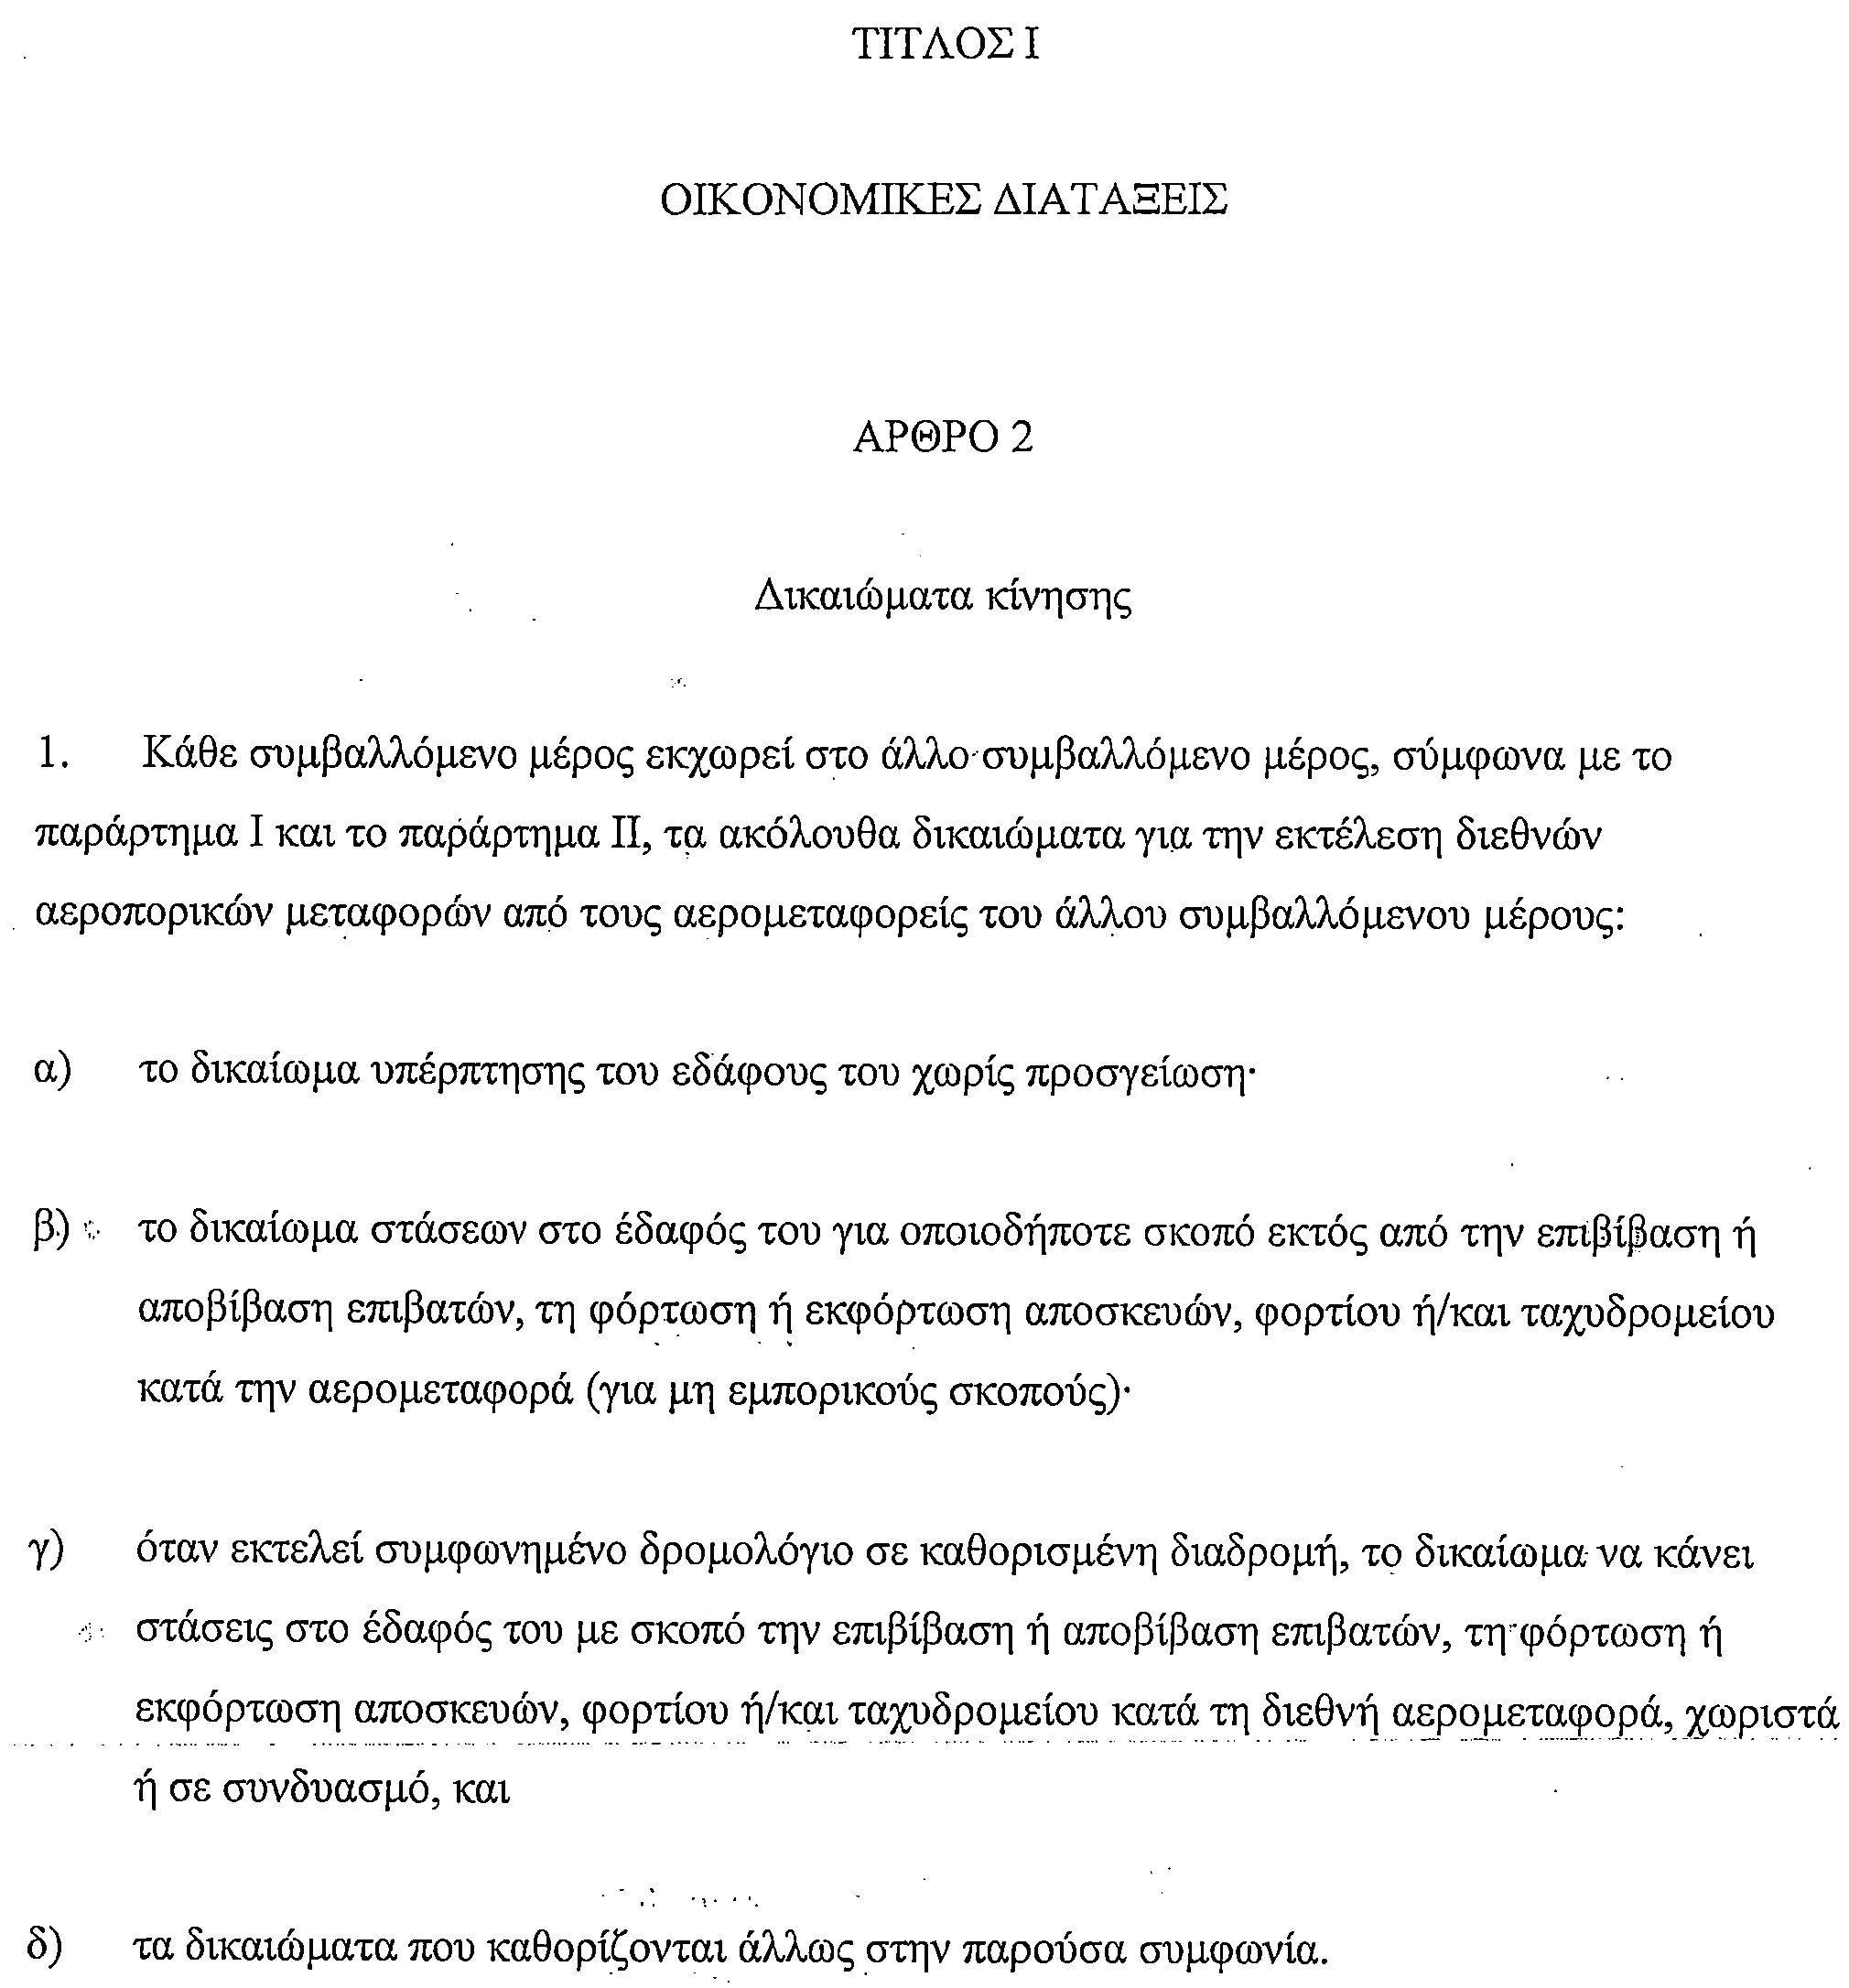 ΤΙΤΛΟΣ Ι
ΟΙΚΟΝΟΜΙΚΕΣ ΔΙΑΤΑΞΕΙΣ
ΑΡΘΡΟ 2
Δικαιώματα κίνησης
1. Κάθε συμβαλλόμενο μέρος εκχωρεί στο άλλο συμβαλλόμενο μέρος, σύμφωνα με το
παράρτημα Ι και το παράρτημα ΙΙ, τα ακόλουθα δικαιώματα για την εκτέλεση διεθνών
αεροπορικών μεταφορών από τους αερομεταφορείς του άλλου συμβαλλόμενου μέρους:
α) το δικαίωμα υπέρπτησης του εδάφους του χωρίς προσγείωση·
β) το δικαίωμα στάσεων στο έδαφός του για οποιοδήποτε σκοπό εκτός από την επιβίβαση ή
αποβίβαση επιβατών, τη φόρτωση ή εκφόρτωση αποσκευών, φορτίου ή/και ταχυδρομείου
κατά την αερομεταφορά (για μη εμπορικούς σκοπούς)·
γ) όταν εκτελεί συμφωνημένο δρομολόγιο σε καθορισμένη διαδρομή, το δικαίωμα να κάνει
στάσεις στο έδαφός του με σκοπό την επιβίβαση ή αποβίβαση επιβατών, τη φόρτωση ή
εκφόρτωση αποσκευών, φορτίου ή/και ταχυδρομείου κατά τη διεθνή αερομεταφορά, χωριστά
ή σε συνδυασμό, και
δ) τα δικαιώματα που καθορίζονται άλλως στην παρούσα συμφωνία.